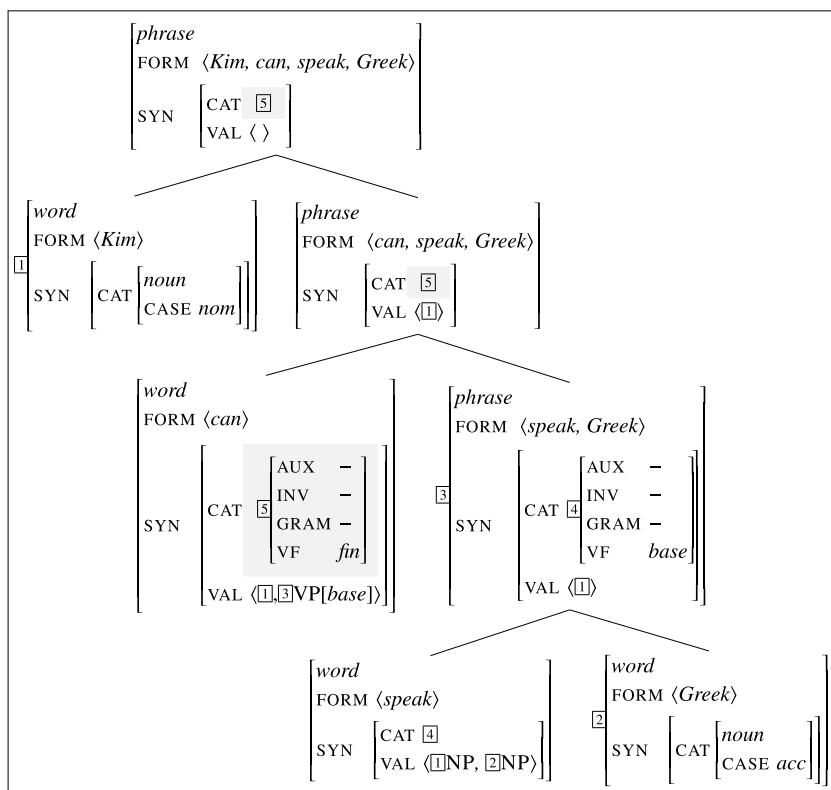 phrase
FORM ⟨Kim, can, speak, Greek⟩
SYN
CAT 5
VAL ⟨ ⟩
1
word
FORM ⟨Kim⟩
SYN
CAT
noun
CASE nom
phrase
FORM ⟨can, speak, Greek⟩
SYN
CAT 5
VAL ⟨1⟩
word
FORM ⟨can⟩
SYN
CAT 5
AUX −
INV −
GRAM −
VF fin
VAL ⟨1,3VP[base]⟩
3
phrase
FORM ⟨speak, Greek⟩
SYN
CAT 4
AUX −
INV −
GRAM −
VF base
VAL ⟨1⟩
word
FORM ⟨speak⟩
SYN
CAT 4
VAL ⟨1NP, 2NP⟩
2
word
FORM ⟨Greek⟩
SYN
CAT
noun
CASE acc